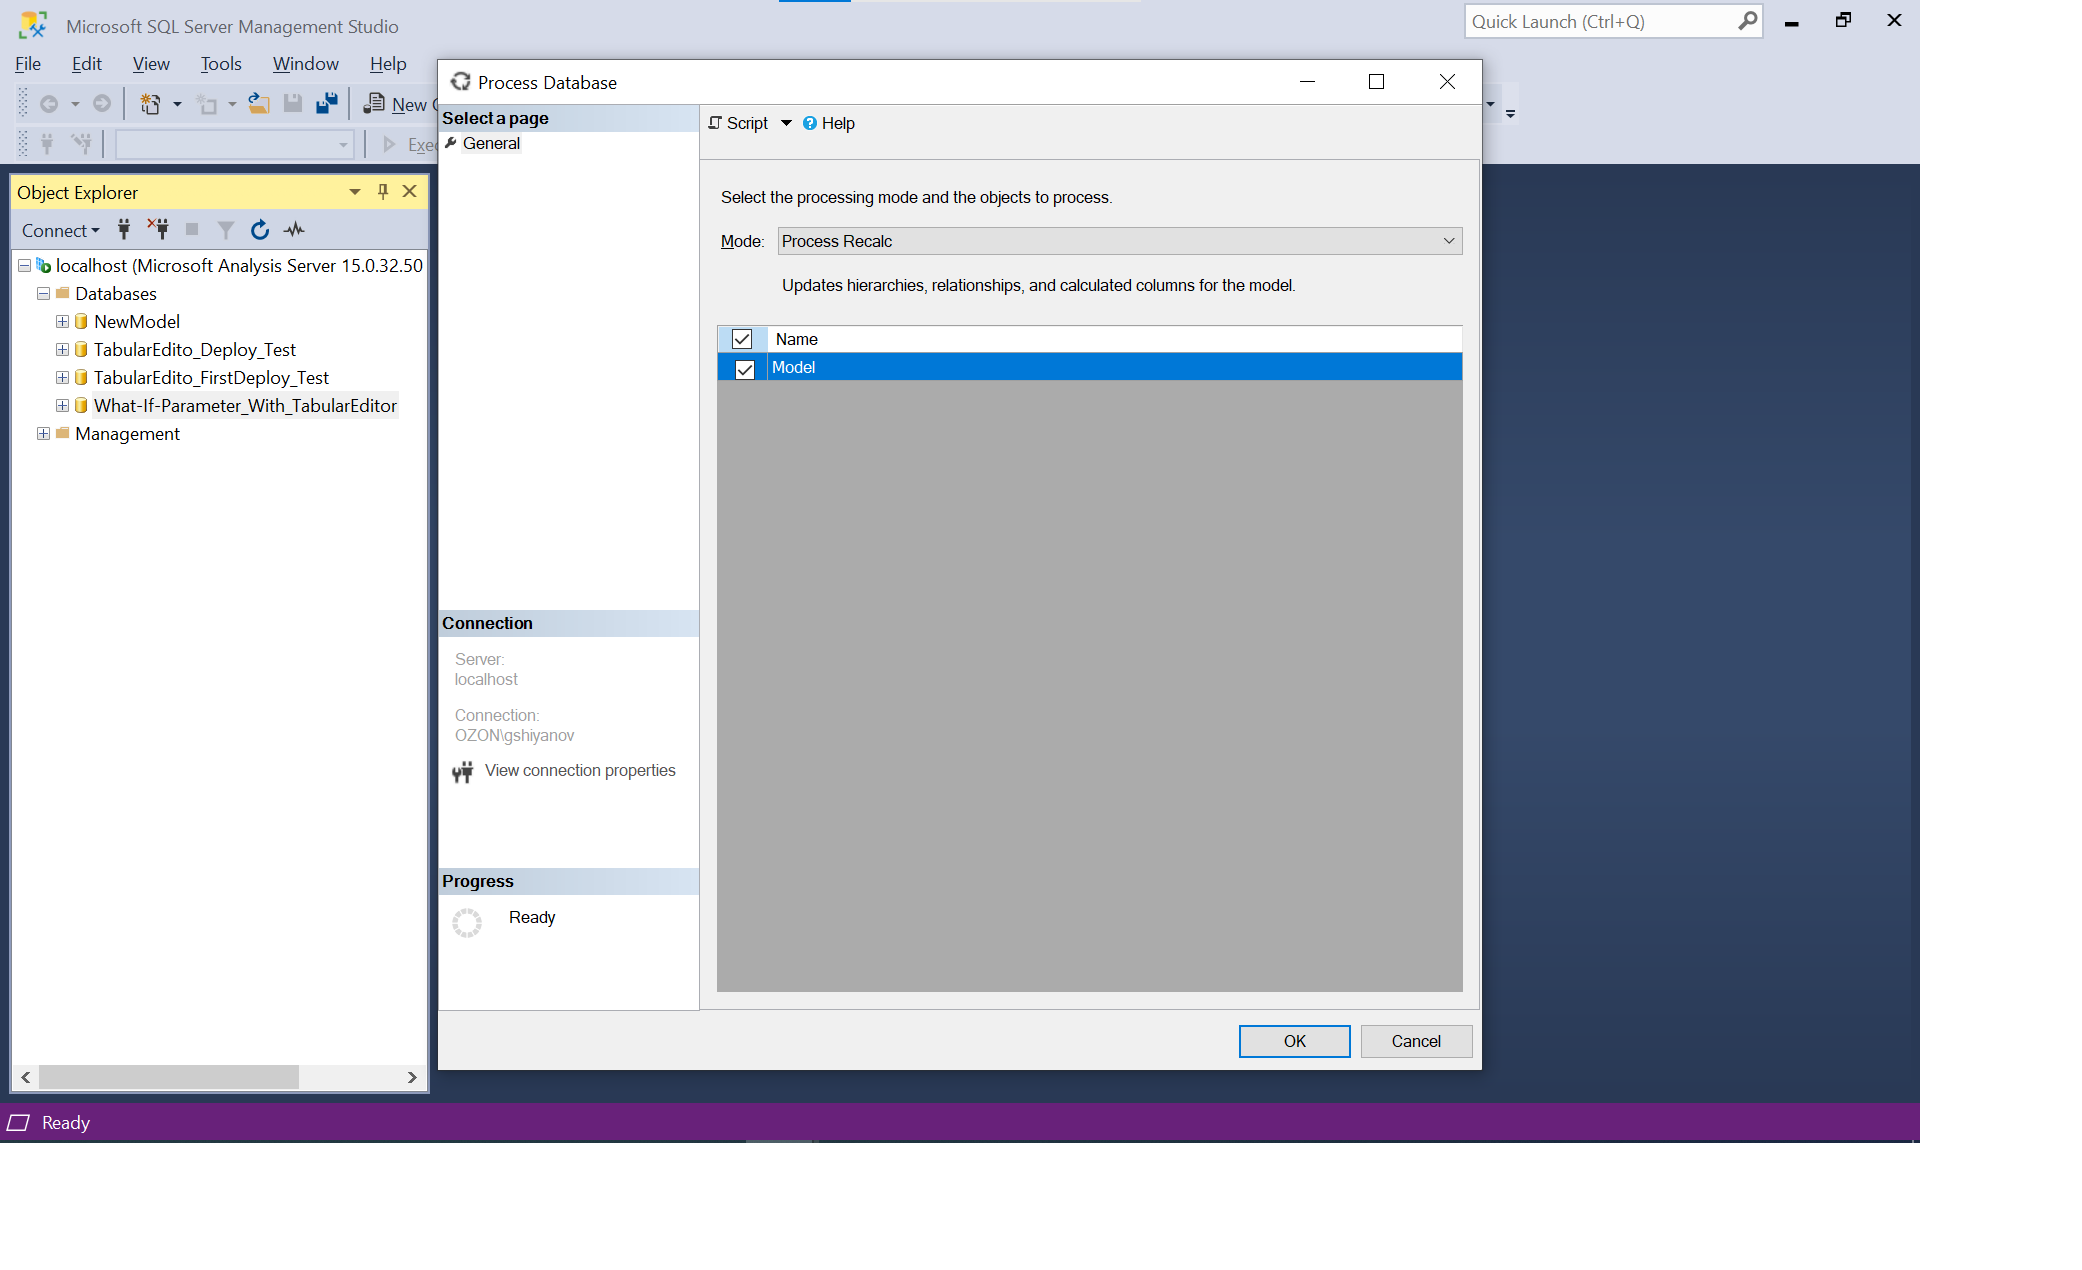 Microsoft SQL Server Management Studio
Quick Launch (Ctrl+Q)
File Edit View Tools Window Help
New
Process Database
Select a page
General
Script Help
Select the processing mode and the objects to process.
Mode: Process Recalc
Updates hierarchies, relationships, and calculated columns for the model.
Name
Model
Object Explorer
Connect
localhost (Microsoft Analysis Server 15.0.32.50
Databases
NewModel
TabularEdito_Deploy_Test
TabularEdito_FirstDeploy_Test
What-If-Parameter_With_TabularEditor
Management
Connection
Server:
localhost
Connection:
OZON\gshiyanov
View connection properties
Progress
Ready
OK Cancel
Ready